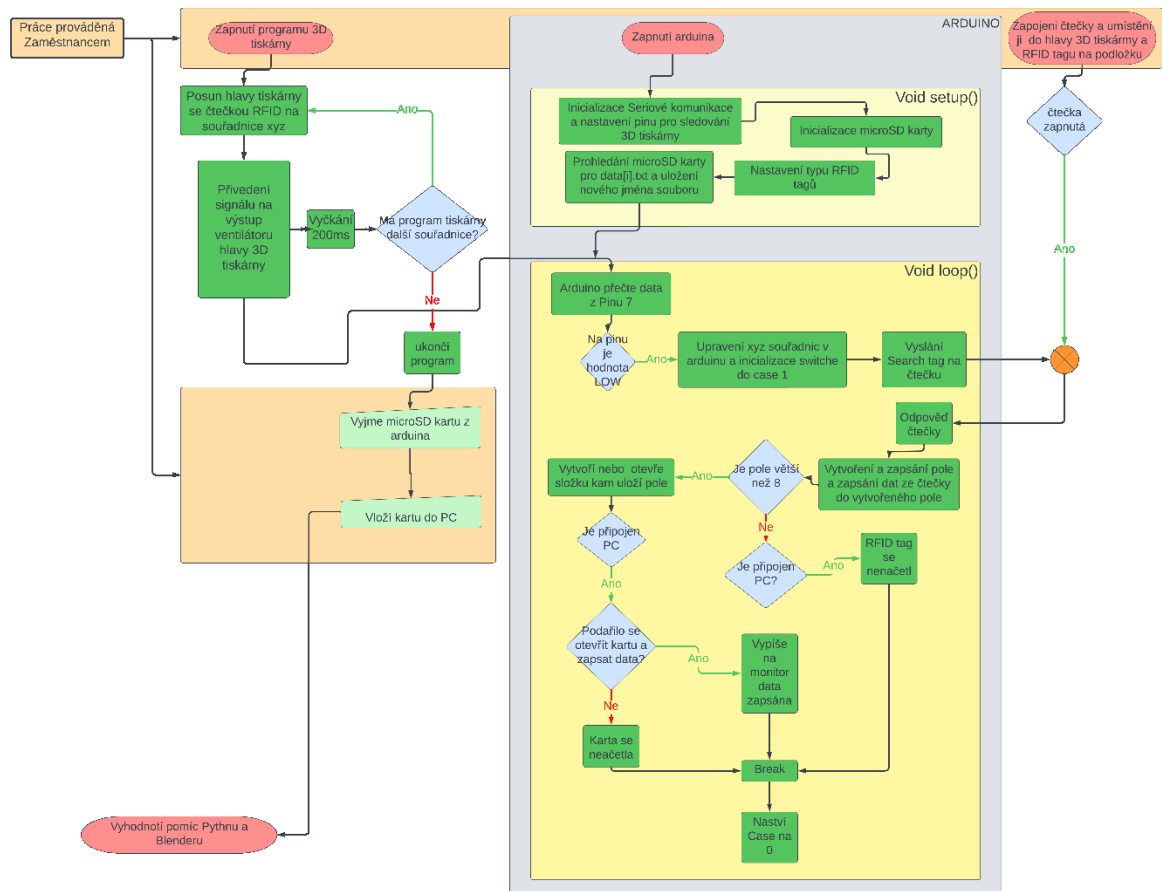 Práce prováděná
Zaměstnancem
Zapnutí programu 3D
tiskárny
Posun hlavy tiskárny
se čtečkou RFID na
souřadnice xyz
Ano
Přivedení
signálu na
výstup
ventilátoru
hlavy 3D
tiskárny
Vyčkání
200ms
Má program tiskárny
další souřadnice?
Ne
ukončí
program
Vyjme microSD kartu z
arduina
Vloží kartu do PC
Vyhodnotí pomíc Pythnu a
Blenderu
ARDUINO
Zapnutí arduina
Void setup()
Inicializace Seriové komunikace
a nastavení pinu pro sledování
3D tiskárny
Inicializace microSD karty
Nastavení typu RFID
tagů
Prohledání microSD karty
pro data[i].txt a uložení
nového jména souboru
Void loop()
Arduino přečte data
z Pinu 7
Na pinu
je
hodnota
LOW
Ano
Upravení xyz souřadnic v
arduinu a inicializace switche
do case 1
Vyslání
Search tag na
čtečku
Zapojeni čtečky a umístění
ji do hlavy 3D tiskármy a
RFID tagu na podložku
čtečka
zapnutá
Ano
Odpověď
čtečky
Vytvoření a zapsání pole
a zapsání dat ze čtečky
do vytvořeného pole
Je pole větší
než 8
Ano
Vytvoří nebo otevře
složku kam uloží pole
Ne
Je připojen
PC
Je připojen
PC?
Ano
RFID tag
se
nenačetl
Ano
Podařilo se
otevřít kartu a
zapsat data?
Ano
Vypíše
na
monitor
data
zapsána
Ne
Karta se
neačetla
Break
Naství
Case na
0